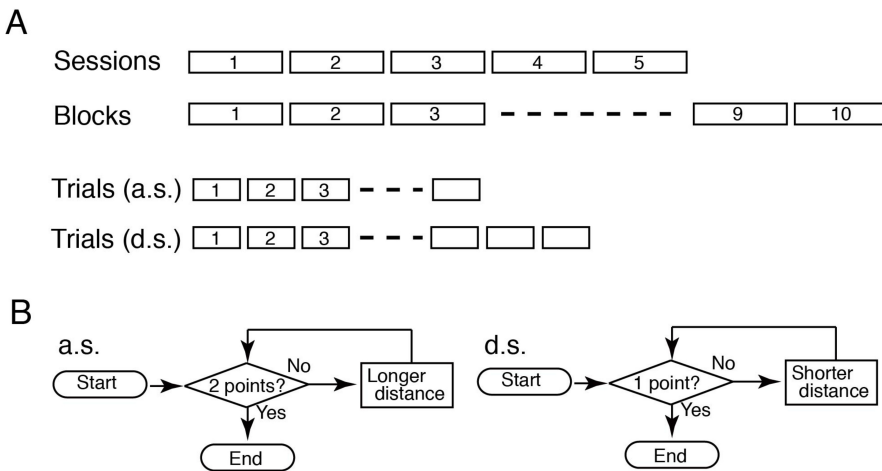 A
Sessions 1 2 3 4 5
Blocks 1 2 3 9 10
Trials (a.s.) 1 2 3
Trials (d.s.) 1 2 3
B
a.s.
Start
2 points?
No
Longer
distance
Yes
End
d.s.
Start
1 point?
No
Shorter
distance
Yes
End